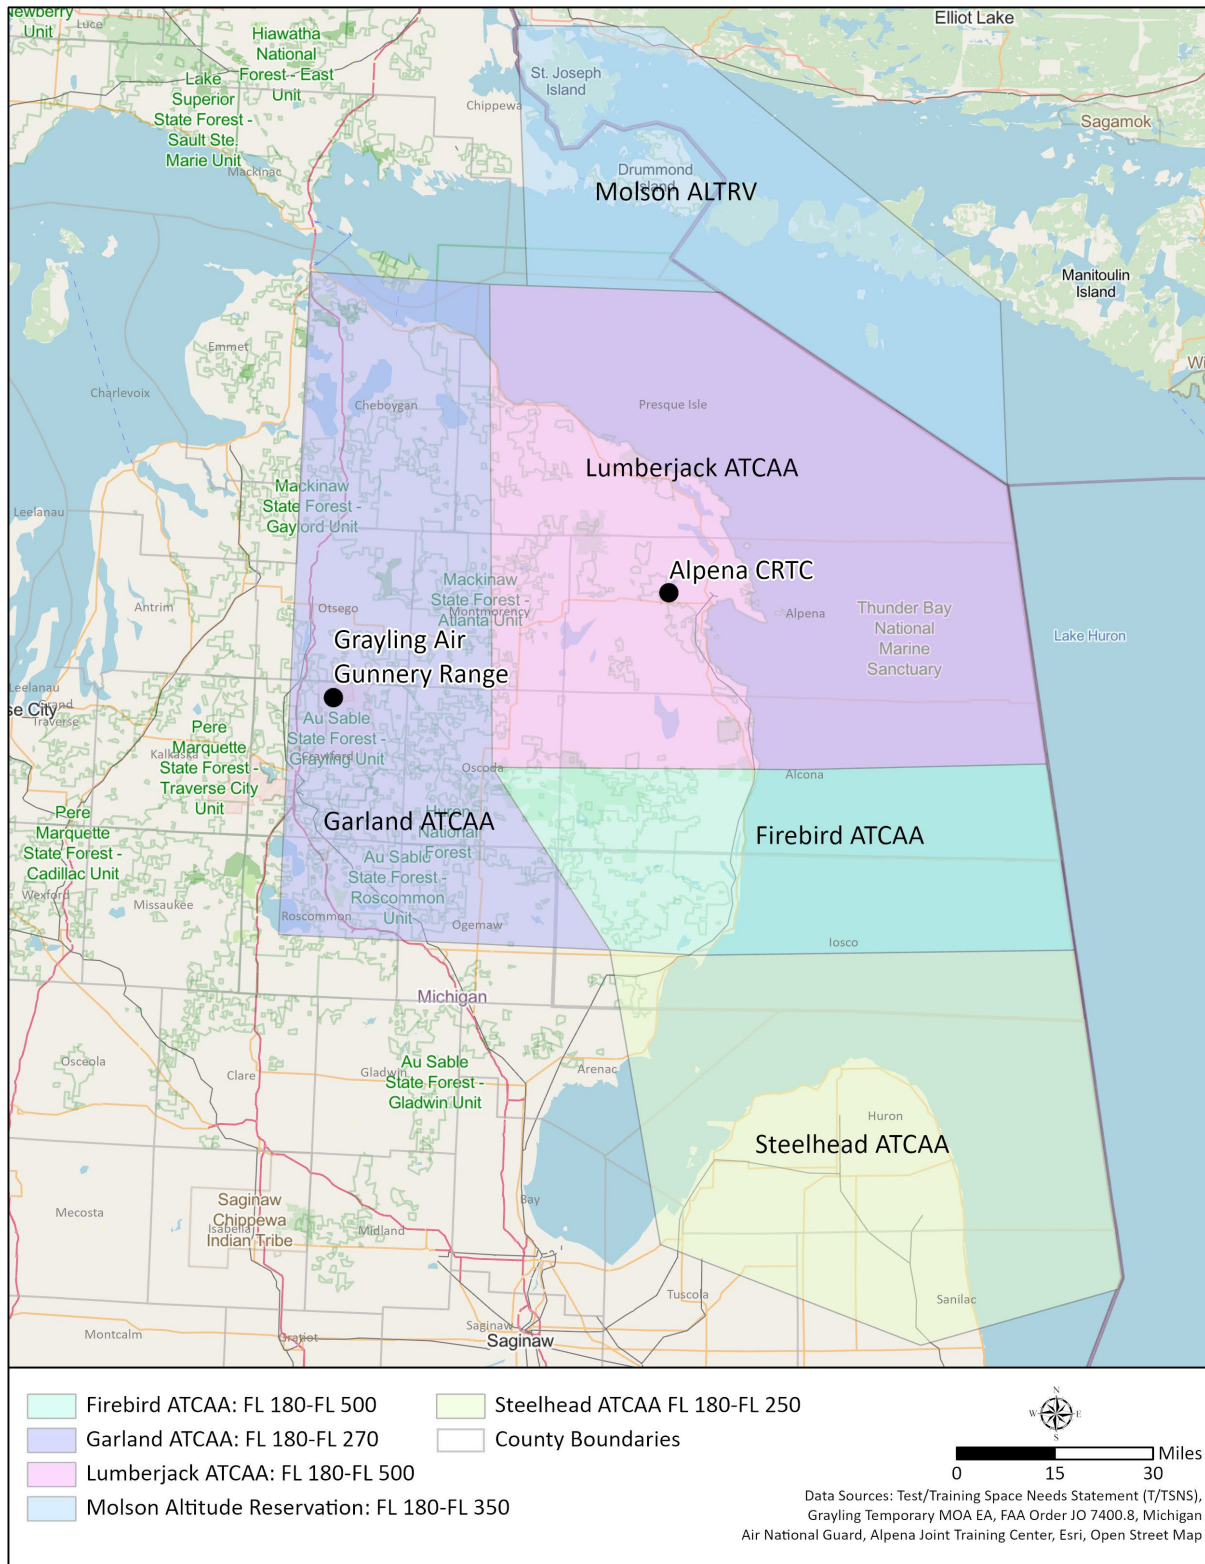 Newberry
Unit
Luce
Hiawatha
National
Forest - East
Unit
Lake
Superior
State Forest -
Sault Ste.
Marie Unit
Mackinac
Chippewa
St. Joseph
Island
Elliot Lake
Sagamok
Drummond
Island
Molson ALTRV
Manitoulin
Island
Wi
Emmet
Charlevoix
Cheboygan
Presque Isle
Lumberjack ATCAA
Mackinaw
State Forest -
Gaylord Unit
Leelanau
Alpena CRTC
Mackinaw
State Forest -
Atlanta Unit
Montmorency
Antrim
Otsego
Alpena
Thunder Bay
National
Marine
Sanctuary
Lake Huron
Grayling Air
Gunnery Range
Leelanau
Grand
Traverse
se City
Au Sable
State Forest -
Grayling Unit
Crawford
Pere
Marquette
State Forest -
Traverse City
Unit
Kalkaska
Oscoda
Alcona
Garland ATCAA
Huron
National
Forest
Firebird ATCAA
Pere
Marquette
State Forest -
Cadillac Unit
Au Sable
State Forest -
Roscommon
Unit
Wexford
Missaukee
Roscommon
Ogemaw
Iosco
Michigan
Osceola
Clare
Gladwin
Au Sable
State Forest -
Gladwin Unit
Arenac
Huron
Steelhead ATCAA
Mecosta
Saginaw
Chippewa
Indian Tribe
Isabella
Midland
Bay
Tuscola
Sanilac
Montcalm
Gratiot
Saginaw
Saginaw
Firebird ATCAA: FL 180-FL 500
Garland ATCAA: FL 180-FL 270
Lumberjack ATCAA: FL 180-FL 500
Molson Altitude Reservation: FL 180-FL 350
Steelhead ATCAA FL 180-FL 250
County Boundaries
N
W E
S
Miles
0 15 30
Data Sources: Test/Training Space Needs Statement (T/TSNS),
Grayling Temporary MOA EA, FAA Order JO 7400.8, Michigan
Air National Guard, Alpena Joint Training Center, Esri, Open Street Map